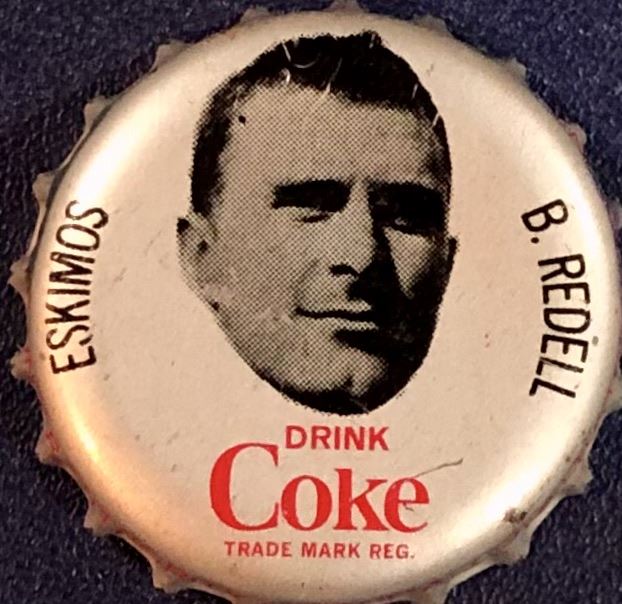 ESKIMOS
B. REDELL
DRINK
Coke
TRADE MARK REG.